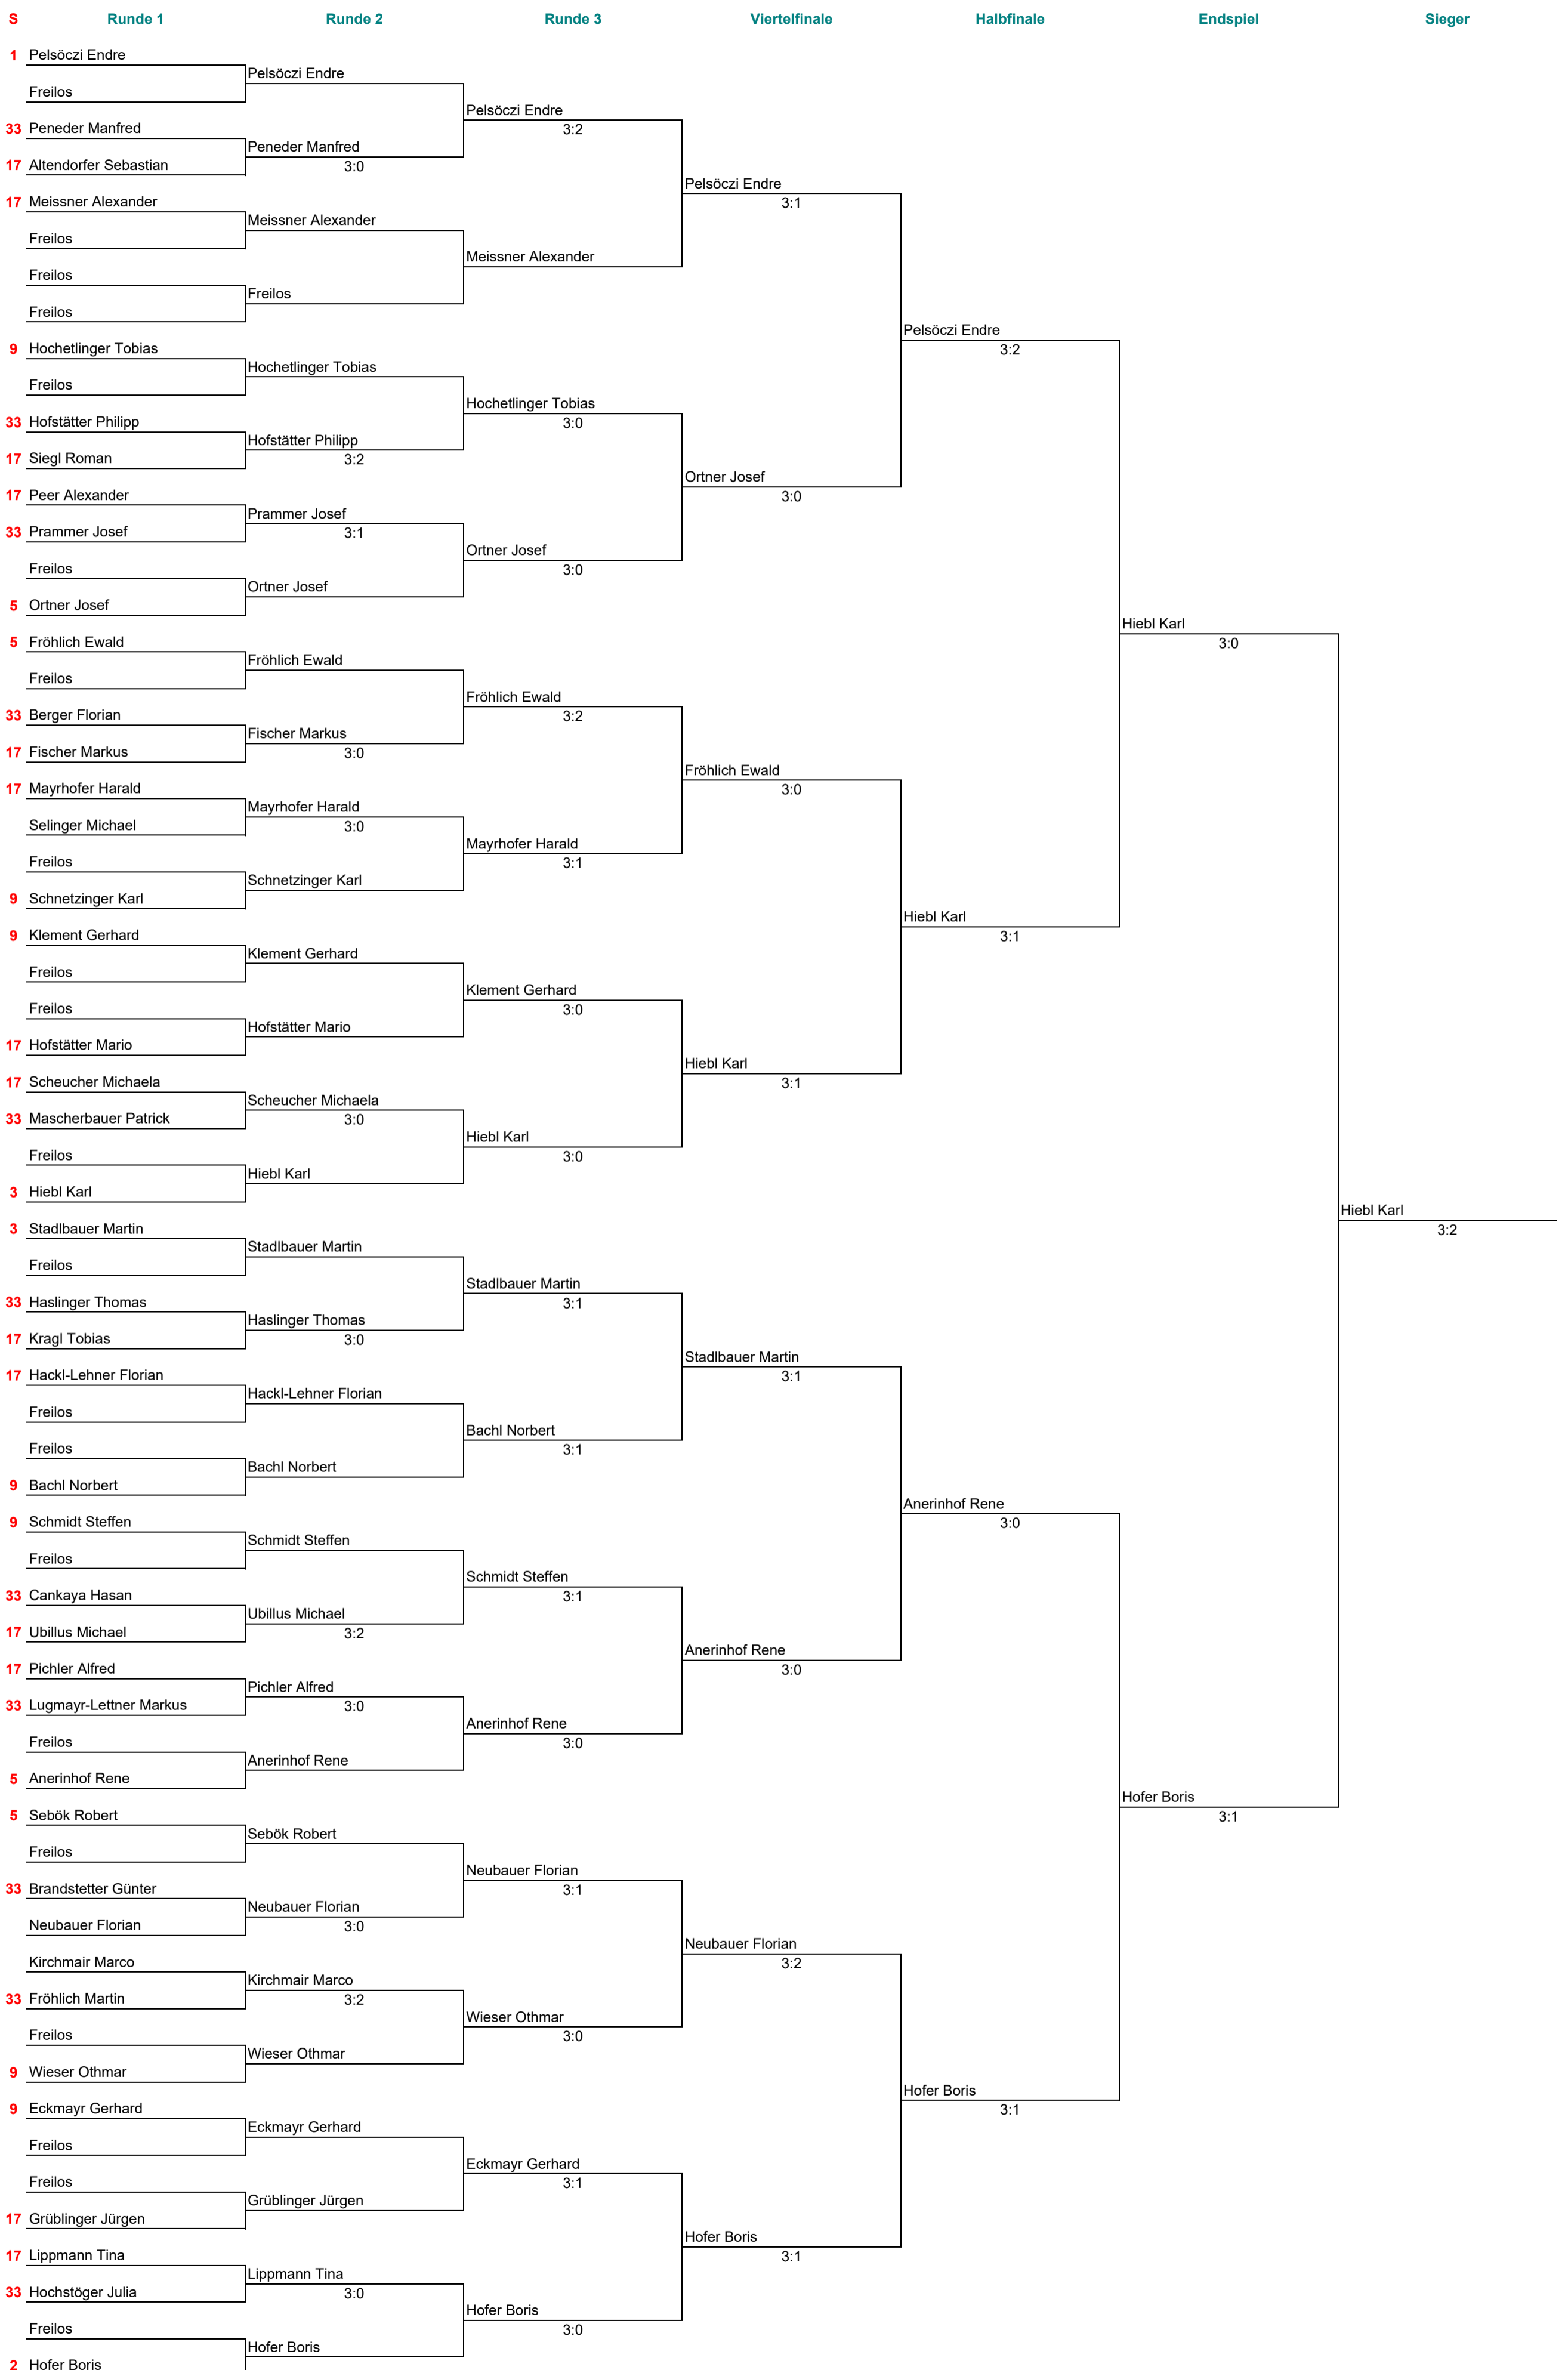 S Runde 1 Runde 2 Runde 3 Viertelfinale Halbfinale Endspiel Sieger
1 Pelsöczi Endre
Pelsöczi Endre
Freilos
Pelsöczi Endre
3:2
33 Peneder Manfred
Peneder Manfred
3:0
17 Altendorfer Sebastian
Pelsöczi Endre
3:1
17 Meissner Alexander
Meissner Alexander
Freilos
Meissner Alexander
Freilos
Freilos
Freilos
Pelsöczi Endre
3:2
9 Hochetlinger Tobias
Hochetlinger Tobias
Freilos
Hochetlinger Tobias
3:0
33 Hofstätter Philipp
Hofstätter Philipp
3:2
17 Siegl Roman
Ortner Josef
3:0
17 Peer Alexander
Prammer Josef
3:1
33 Prammer Josef
Ortner Josef
3:0
Freilos
Ortner Josef
5 Ortner Josef
Hiebl Karl
3:0
5 Fröhlich Ewald
Fröhlich Ewald
Freilos
Fröhlich Ewald
3:2
33 Berger Florian
Fischer Markus
3:0
17 Fischer Markus
Fröhlich Ewald
3:0
17 Mayrhofer Harald
Mayrhofer Harald
3:0
Selinger Michael
Mayrhofer Harald
3:1
Freilos
Schnetzinger Karl
9 Schnetzinger Karl
Hiebl Karl
3:1
9 Klement Gerhard
Klement Gerhard
Freilos
Klement Gerhard
3:0
Freilos
Hofstätter Mario
17 Hofstätter Mario
Hiebl Karl
3:1
17 Scheucher Michaela
Scheucher Michaela
3:0
33 Mascherbauer Patrick
Hiebl Karl
3:0
Freilos
Hiebl Karl
3 Hiebl Karl
Hiebl Karl
3:2
3 Stadlbauer Martin
Stadlbauer Martin
Freilos
Stadlbauer Martin
3:1
33 Haslinger Thomas
Haslinger Thomas
3:0
17 Kragl Tobias
Stadlbauer Martin
3:1
17 Hackl-Lehner Florian
Hackl-Lehner Florian
Freilos
Bachl Norbert
3:1
Freilos
Bachl Norbert
9 Bachl Norbert
Anerinhof Rene
3:0
9 Schmidt Steffen
Schmidt Steffen
Freilos
Schmidt Steffen
3:1
33 Cankaya Hasan
Ubillus Michael
3:2
17 Ubillus Michael
Anerinhof Rene
3:0
17 Pichler Alfred
Pichler Alfred
3:0
33 Lugmayr-Lettner Markus
Anerinhof Rene
3:0
Freilos
Anerinhof Rene
5 Anerinhof Rene
Hofer Boris
3:1
5 Sebök Robert
Sebök Robert
Freilos
Neubauer Florian
3:1
33 Brandstetter Günter
Neubauer Florian
3:0
Neubauer Florian
Neubauer Florian
3:2
Kirchmair Marco
Kirchmair Marco
3:2
33 Fröhlich Martin
Wieser Othmar
3:0
Freilos
Wieser Othmar
9 Wieser Othmar
Hofer Boris
3:1
9 Eckmayr Gerhard
Eckmayr Gerhard
Freilos
Eckmayr Gerhard
3:1
Freilos
Grüblinger Jürgen
17 Grüblinger Jürgen
Hofer Boris
3:1
17 Lippmann Tina
Lippmann Tina
3:0
33 Hochstöger Julia
Hofer Boris
3:0
Freilos
Hofer Boris
2 Hofer Boris